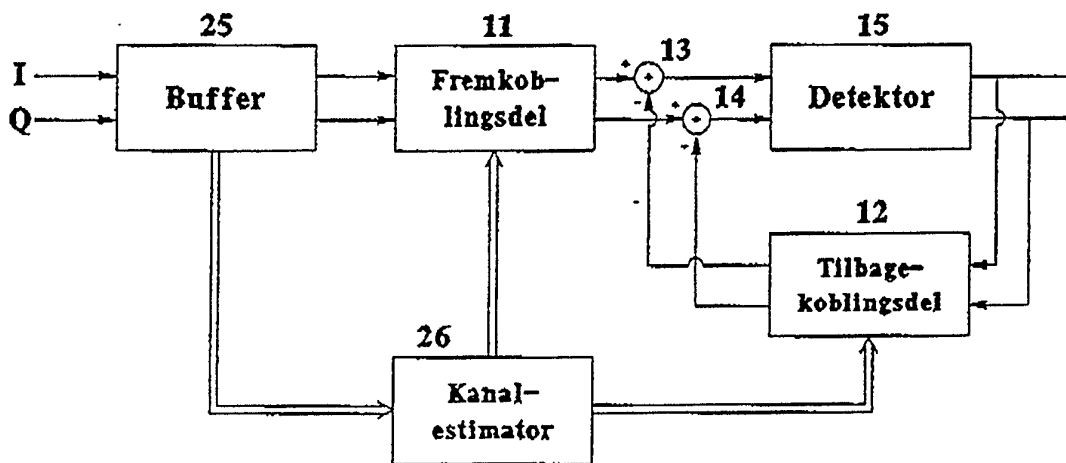 25
11
13
15
I
Q
Buffer
Fremkob-
lingsdel
+
+
-
+
+
-
14
Detektor
12
Tilbage-
koblingsdel
26
Kanal-
estimator